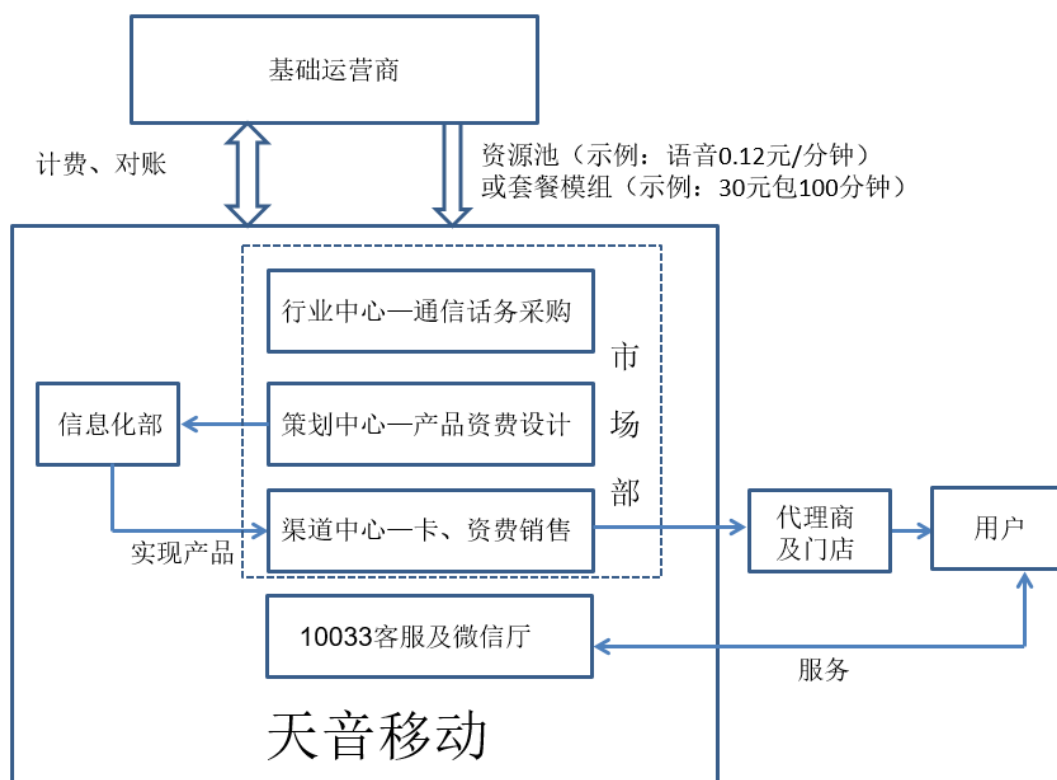 基础运营商
计费、对账
资源池（示例：语音0.12元/分钟）
或套餐模组（示例：30元包100分钟）
行业中心—通信话务采购
市场部
信息化部
策划中心—产品资费设计
渠道中心—卡、资费销售
实现产品
代理商
及门店
用户
10033客服及微信厅
服务
天音移动